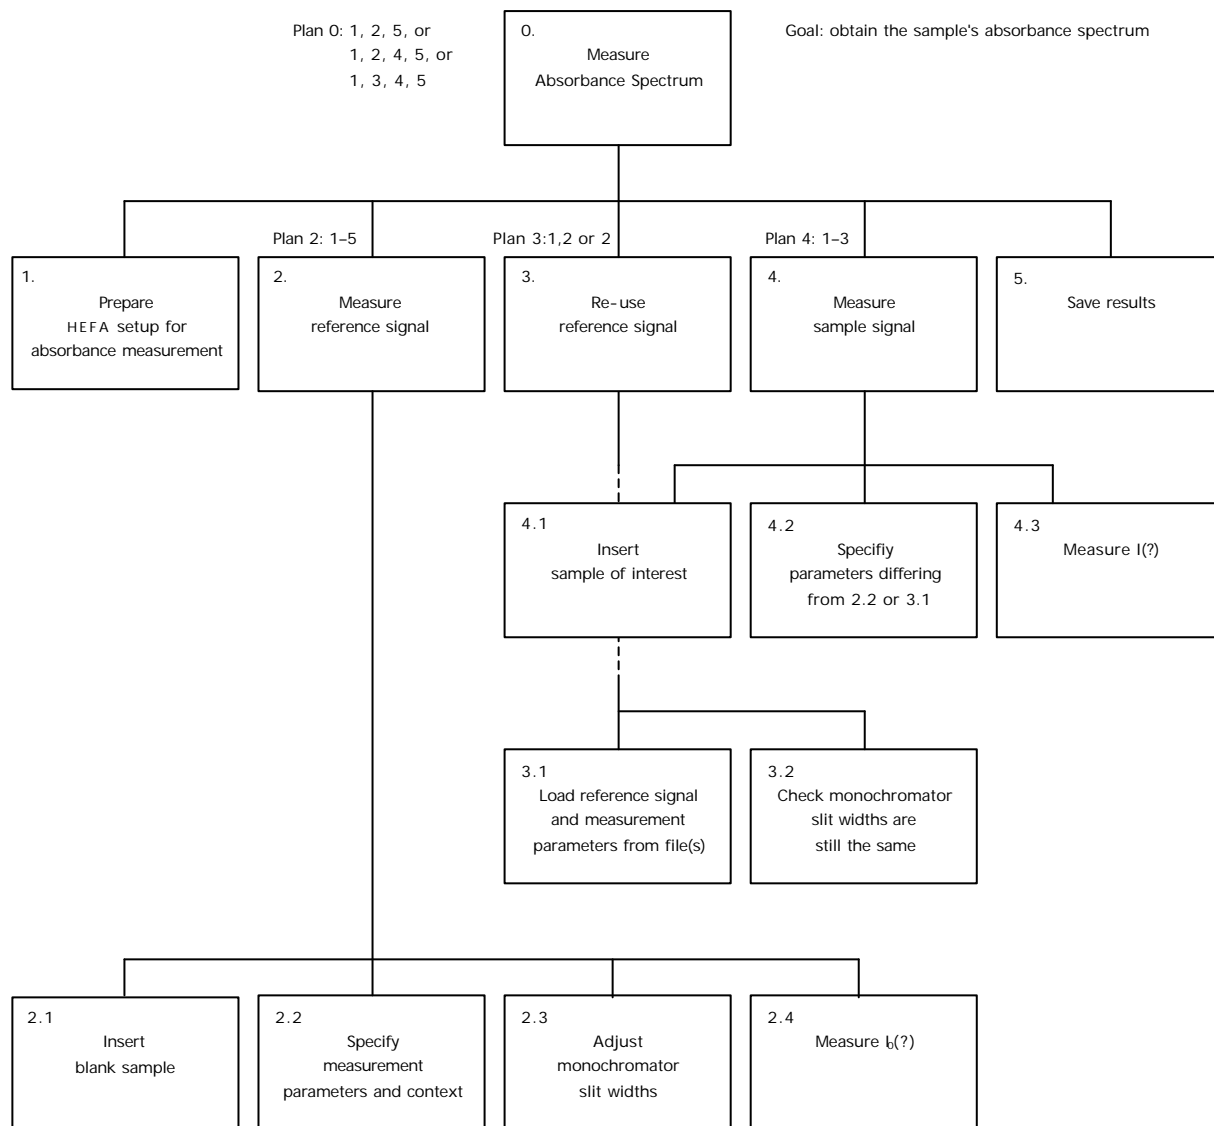 Plan 0: 1, 2, 5, or
1, 2, 4, 5, or
1, 3, 4, 5
0.
Measure
Absorbance Spectrum
Goal: obtain the sample's absorbance spectrum
Plan 2: 1–5
Plan 3:1,2 or 2
Plan 4: 1–3
1.
Prepare
HEFA setup for
absorbance measurement
2.
Measure
reference signal
3.
Re-use
reference signal
4.
Measure
sample signal
5.
Save results
4.1
Insert
sample of interest
4.2
Specifiy
parameters differing
from 2.2 or 3.1
4.3
Measure I(?)
3.1
Load reference signal
and measurement
parameters from file(s)
3.2
Check monochromator
slit widths are
still the same
2.1
Insert
blank sample
2.2
Specify
measurement
parameters and context
2.3
Adjust
monochromator
slit widths
2.4
Measure I₀(?)